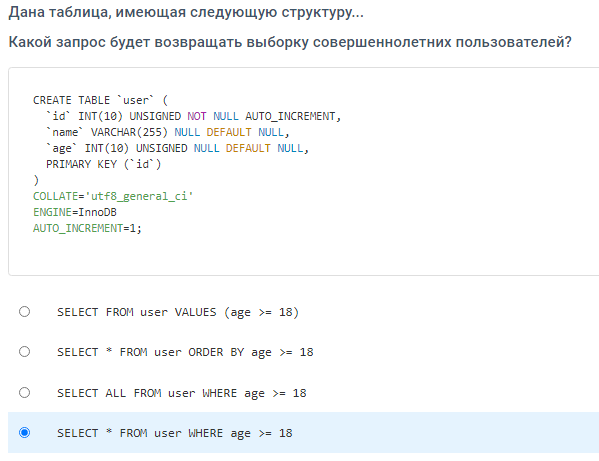 Дана таблица, имеющая следующую структуру...
Какой запрос будет возвращать выборку совершеннолетних пользователей?
CREATE TABLE `user` (
`id` INT(10) UNSIGNED NOT NULL AUTO_INCREMENT,
`name` VARCHAR(255) NULL DEFAULT NULL,
`age` INT(10) UNSIGNED NULL DEFAULT NULL,
PRIMARY KEY (`id`)
)
COLLATE='utf8_general_ci'
ENGINE=InnoDB
AUTO_INCREMENT=1;
SELECT FROM user VALUES (age >= 18)
SELECT * FROM user ORDER BY age >= 18
SELECT ALL FROM user WHERE age >= 18
SELECT * FROM user WHERE age >= 18